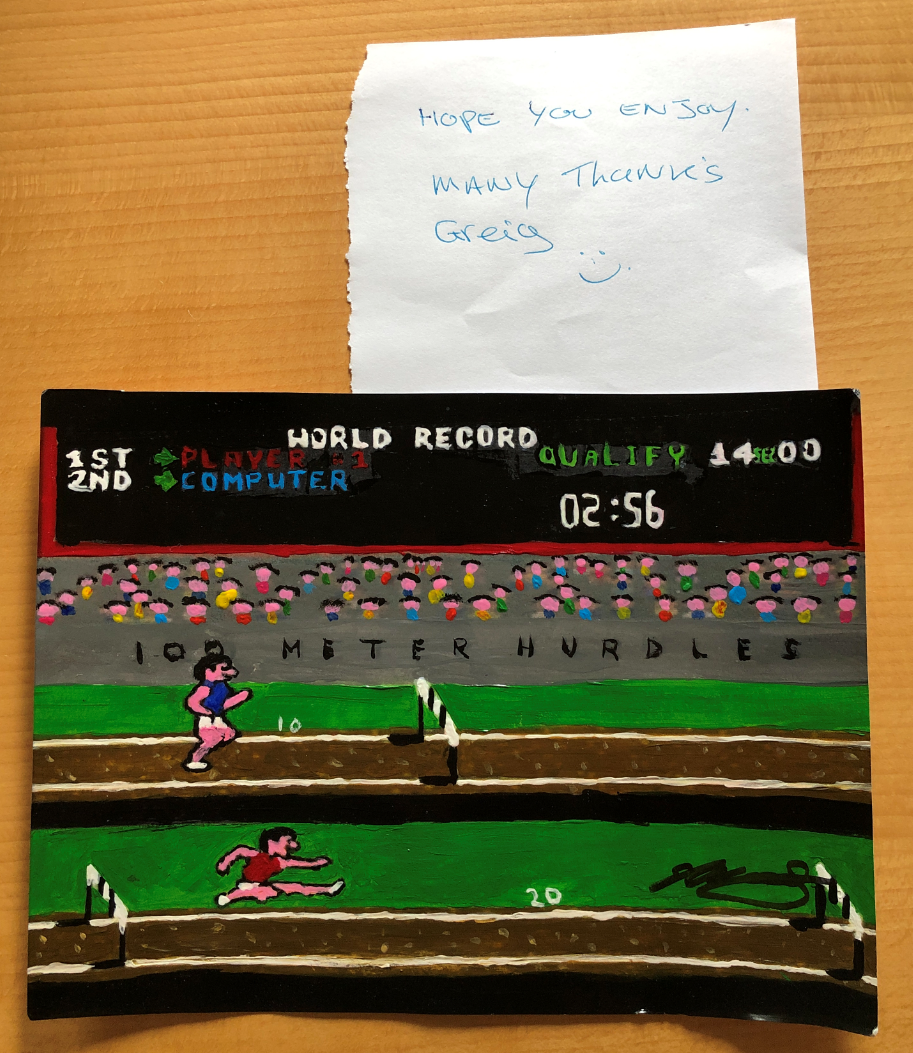 HOPE YOU ENJOY.
MANY Thank's
Greig
WORLD RECORD
1ST PLAYER 1
QUALIFY 14SEC00
2ND COMPUTER
02:56
100 METER HURDLES
10
20